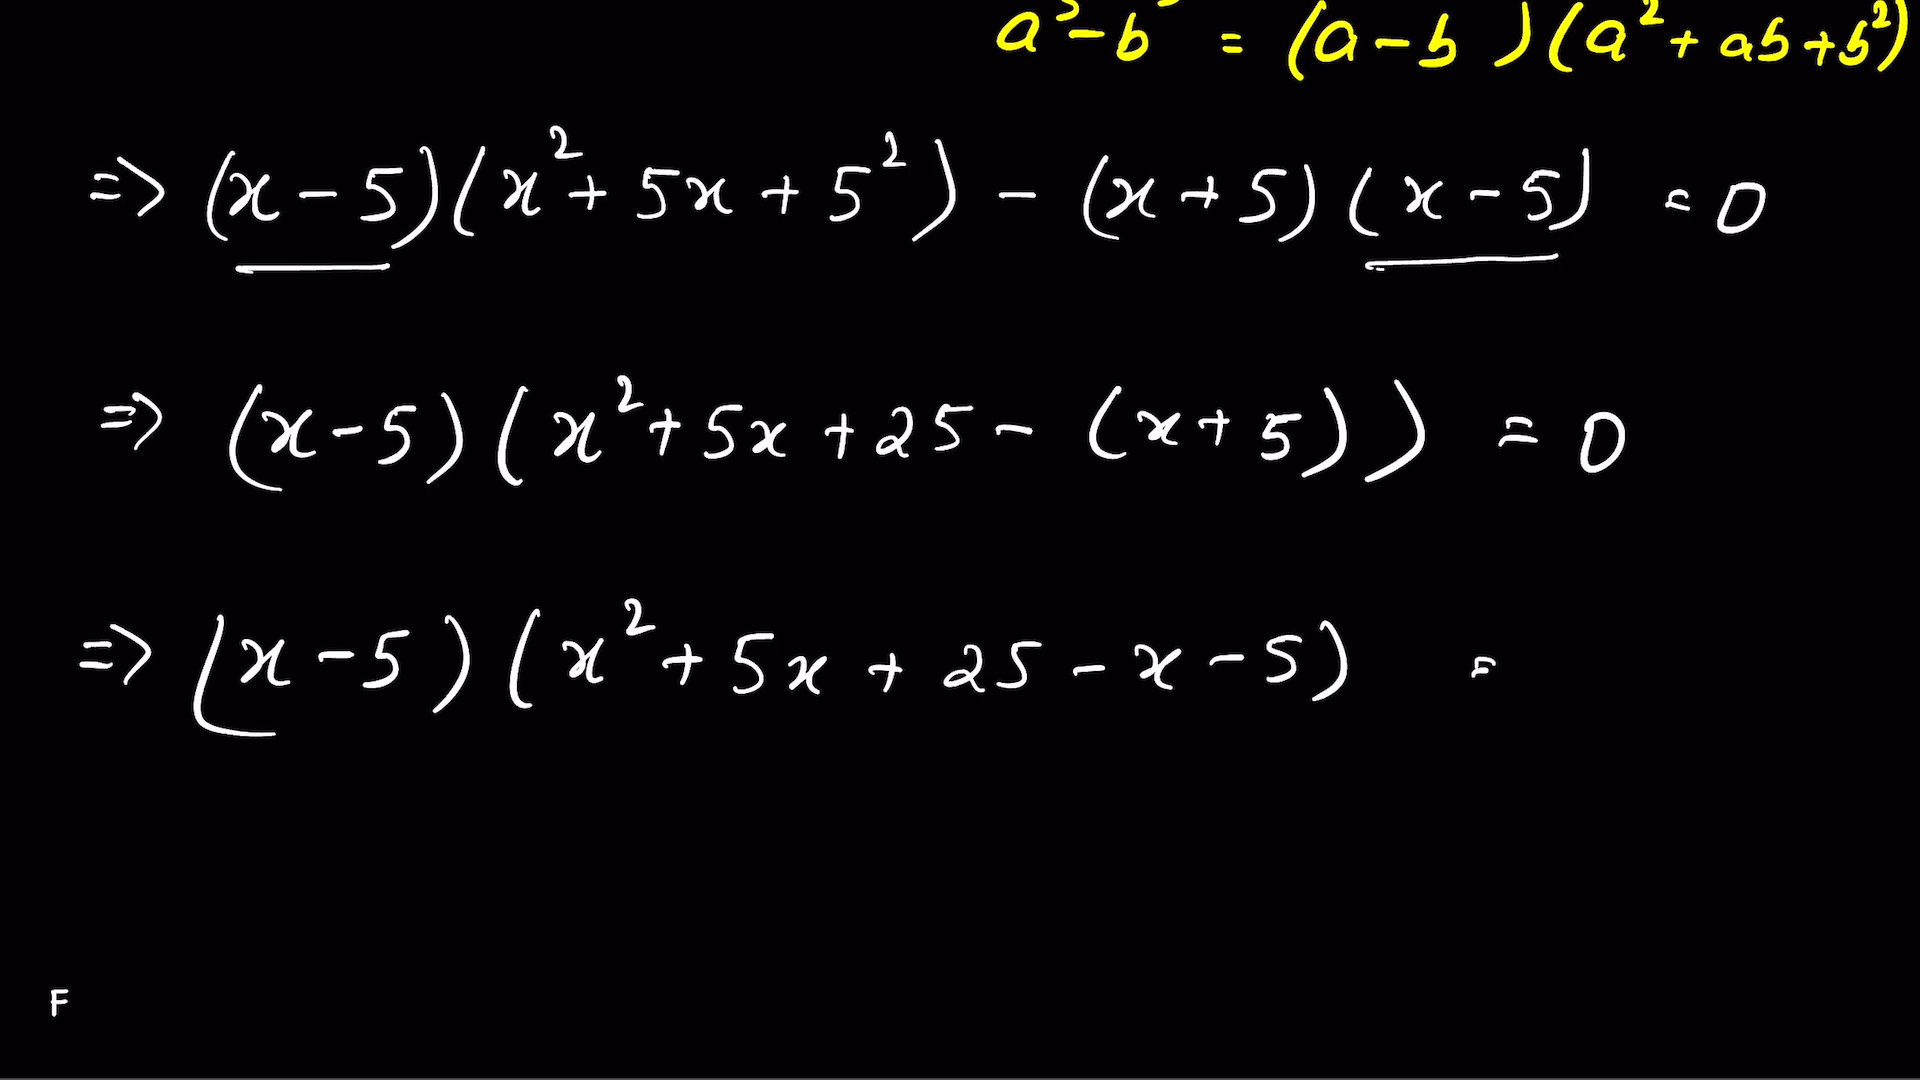 a³-b³ = (a-b)(a²+ab+b²)
=> (x-5)(x²+5x+5²) - (x+5)(x-5) = 0
=> (x-5)(x²+5x+25-(x+5)) = 0
=> (x-5)(x²+5x+25-x-5) =
F